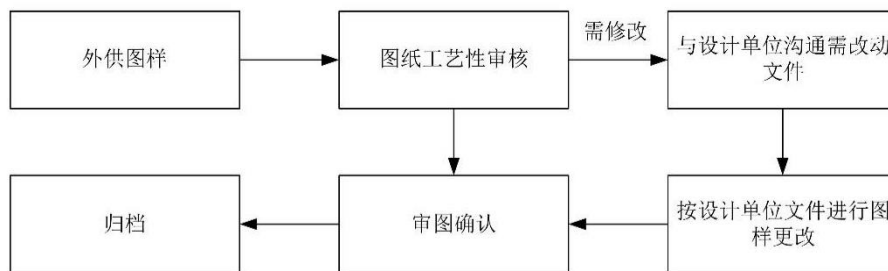 外供图样
图纸工艺性审核
需修改
与设计单位沟通需改动
文件
归档
审图确认
按设计单位文件进行图
样更改